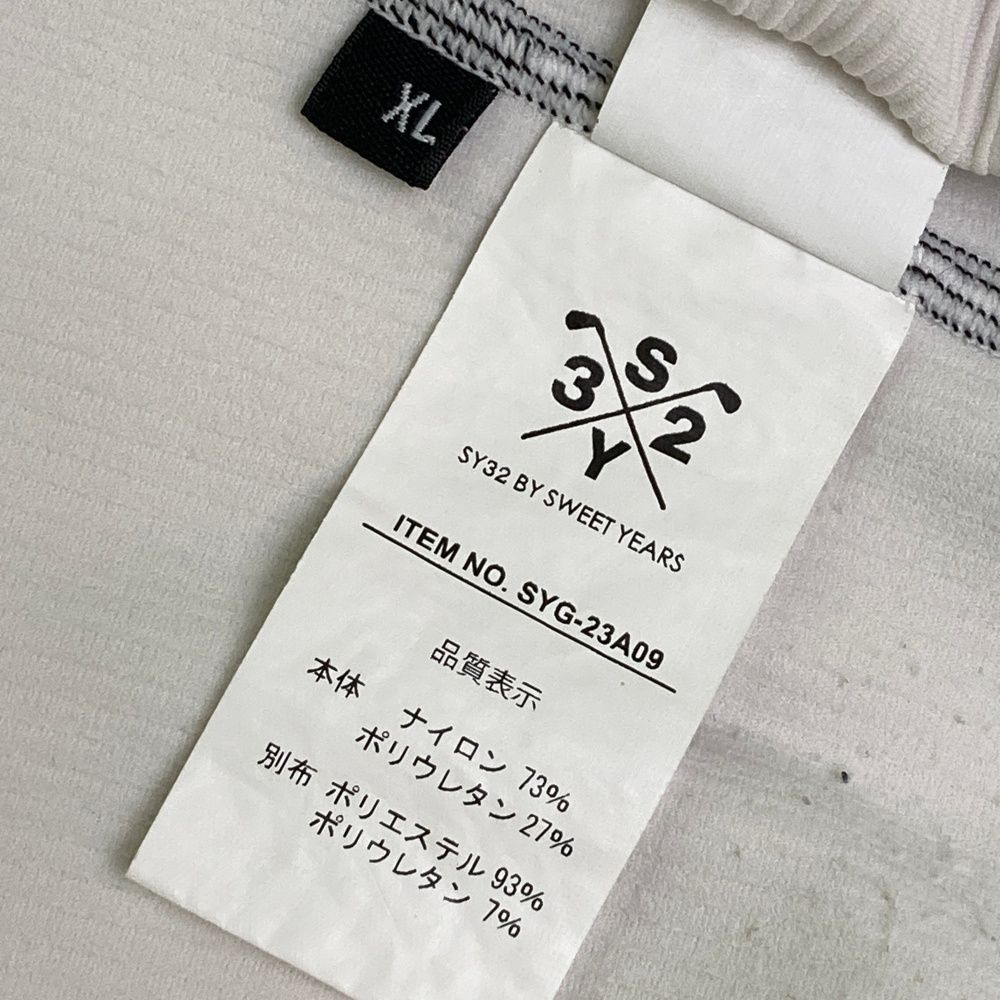 XL
S
3 2
Y
SY32 BY SWEET YEARS
ITEM NO. SYG-23A09
品質表示
本体 ナイロン 73%
ポリウレタン 27%
別布 ポリエステル 93%
ポリウレタン 7%